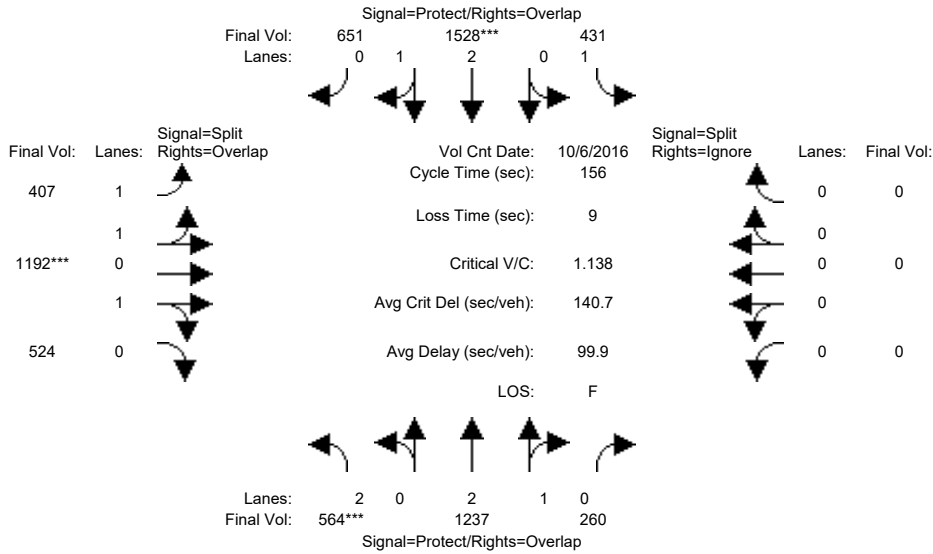 Signal=Protect/Rights=Overlap
Final Vol: 651 1528*** 431
Lanes: 0 1 2 0 1
Signal=Split
Final Vol: Lanes: Rights=Overlap
Vol Cnt Date: 10/6/2016
Signal=Split
Rights=Ignore Lanes: Final Vol:
Cycle Time (sec): 156
407 1
0 0
Loss Time (sec): 9
1
0
1192*** 0
Critical V/C: 1.138
0 0
1
Avg Crit Del (sec/veh): 140.7
0
524 0
Avg Delay (sec/veh): 99.9
0 0
LOS: F
Lanes: 2 0 2 1 0
Final Vol: 564*** 1237 260
Signal=Protect/Rights=Overlap